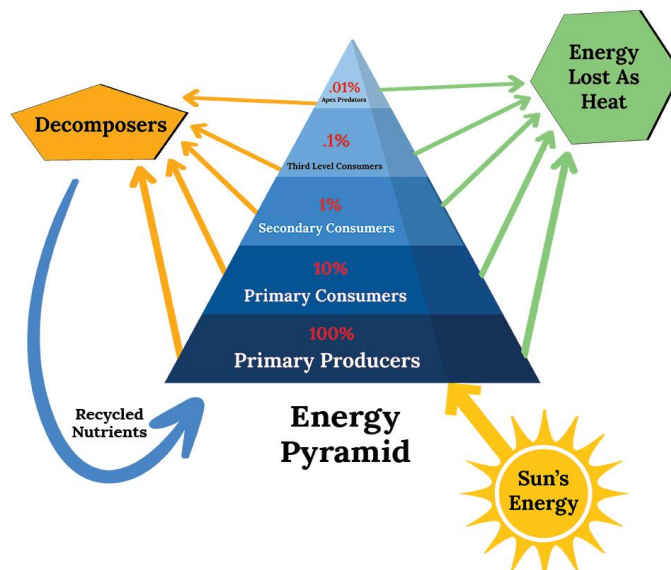 .01%
Apex Predators
Energy
Lost As
Heat
Decomposers
.1%
Third Level Consumers
1%
Secondary Consumers
10%
Primary Consumers
100%
Primary Producers
Recycled
Nutrients
Energy
Pyramid
Sun's
Energy